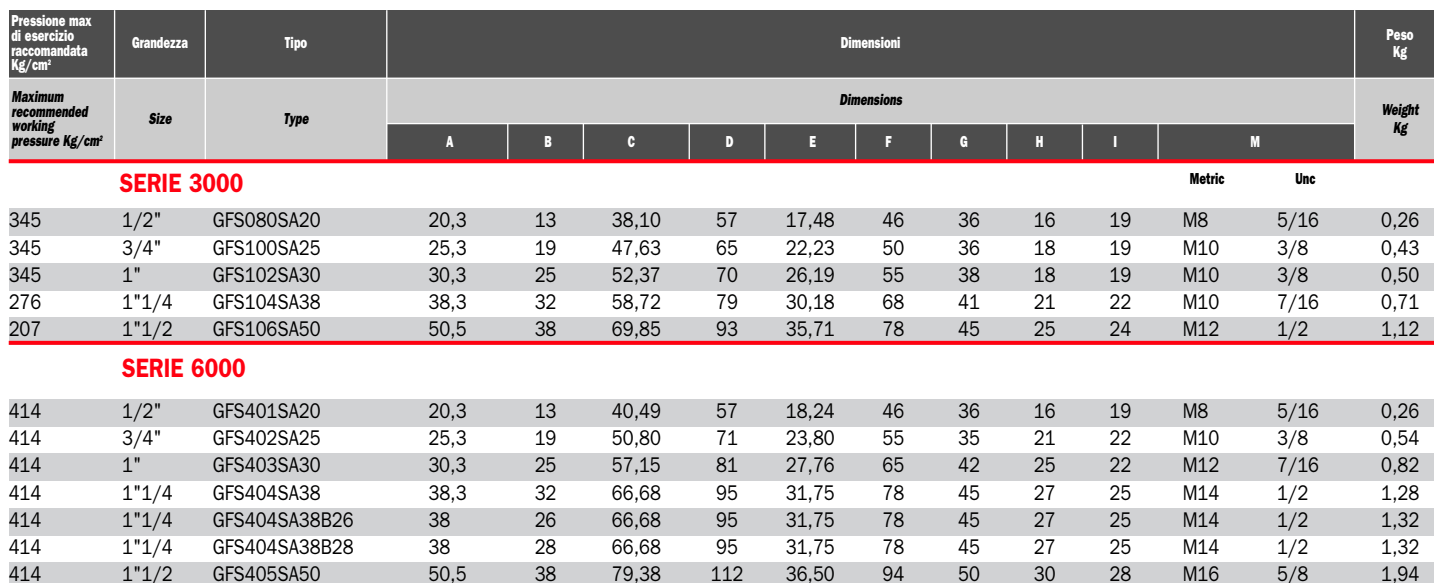 Pressione max di esercizio raccomandata Kg/cm² Grandezza Tipo Dimensioni Peso Kg
Maximum recommended working pressure Kg/cm² Size Type Dimensions Weight Kg
A B C D E F G H I M
SERIE 3000 Metric Unc
345 1/2" GFS080SA20 20,3 13 38,10 57 17,48 46 36 16 19 M8 5/16 0,26
345 3/4" GFS100SA25 25,3 19 47,63 65 22,23 50 36 18 19 M10 3/8 0,43
345 1" GFS102SA30 30,3 25 52,37 70 26,19 55 38 18 19 M10 3/8 0,50
276 1"1/4 GFS104SA38 38,3 32 58,72 79 30,18 68 41 21 22 M10 7/16 0,71
207 1"1/2 GFS106SA50 50,5 38 69,85 93 35,71 78 45 25 24 M12 1/2 1,12
SERIE 6000
414 1/2" GFS401SA20 20,3 13 40,49 57 18,24 46 36 16 19 M8 5/16 0,26
414 3/4" GFS402SA25 25,3 19 50,80 71 23,80 55 35 21 22 M10 3/8 0,54
414 1" GFS403SA30 30,3 25 57,15 81 27,76 65 42 25 22 M12 7/16 0,82
414 1"1/4 GFS404SA38 38,3 32 66,68 95 31,75 78 45 27 25 M14 1/2 1,28
414 1"1/4 GFS404SA38B26 38 26 66,68 95 31,75 78 45 27 25 M14 1/2 1,32
414 1"1/4 GFS404SA38B28 38 28 66,68 95 31,75 78 45 27 25 M14 1/2 1,32
414 1"1/2 GFS405SA50 50,5 38 79,38 112 36,50 94 50 30 28 M16 5/8 1,94